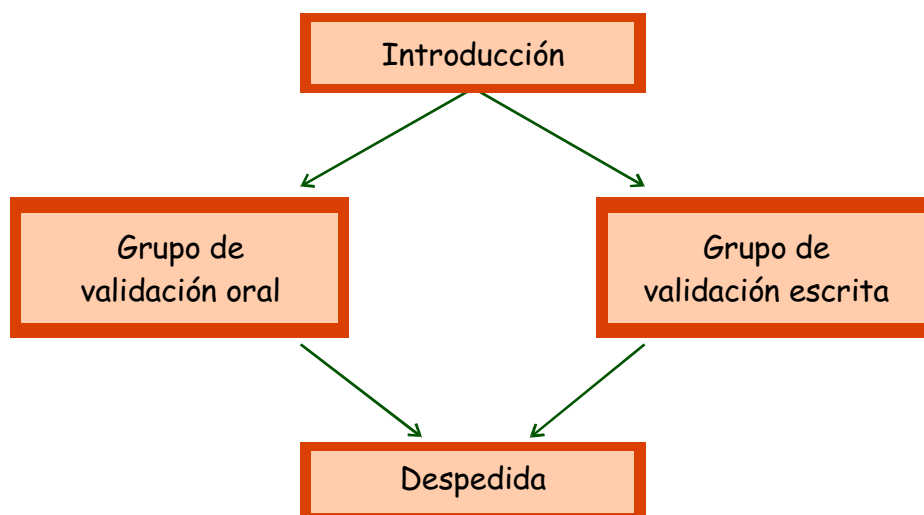 Introducción
Grupo de
validación oral
Grupo de
validación escrita
Despedida